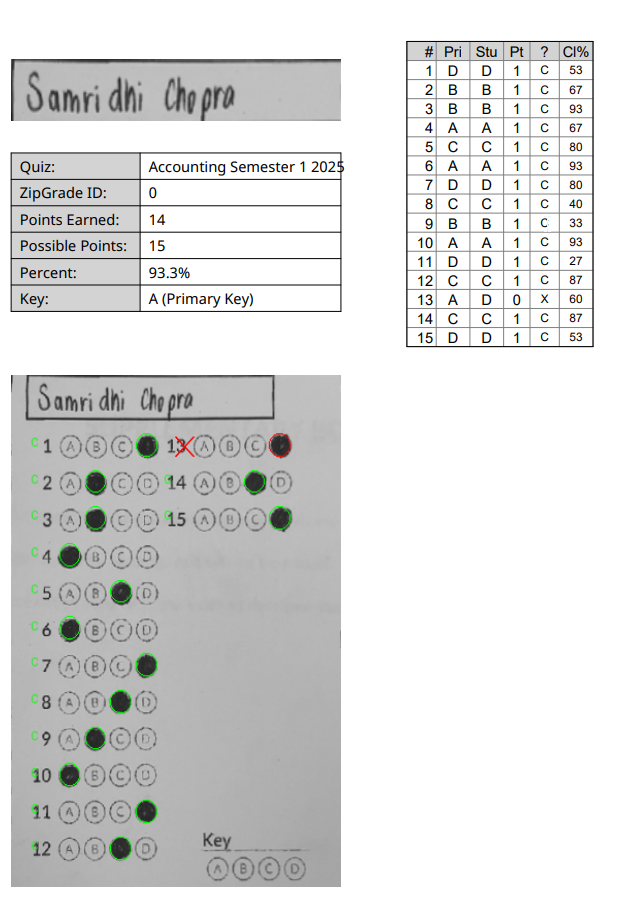 Samridhi Chopra
Quiz: Accounting Semester 1 2025
ZipGrade ID: 0
Points Earned: 14
Possible Points: 15
Percent: 93.3%
Key: A (Primary Key)
# Pri Stu Pt ? Cl%
1 D D 1 C 53
2 B B 1 C 67
3 B B 1 C 93
4 A A 1 C 67
5 C C 1 C 80
6 A A 1 C 93
7 D D 1 C 80
8 C C 1 C 40
9 B B 1 C 33
10 A A 1 C 93
11 D D 1 C 27
12 C C 1 C 87
13 A D 0 X 60
14 C C 1 C 87
15 D D 1 C 53
Samridhi Chopra
C 1 A B C 13 A B C
C 2 A C D 14 A B D
C 3 A C D 15 A B C
C 4 B C D
C 5 A B D
C 6 B C D
C 7 A B C
C 8 A B D
C 9 A C D
10 B C D
11 A B C
12 A B D
Key
A B C D